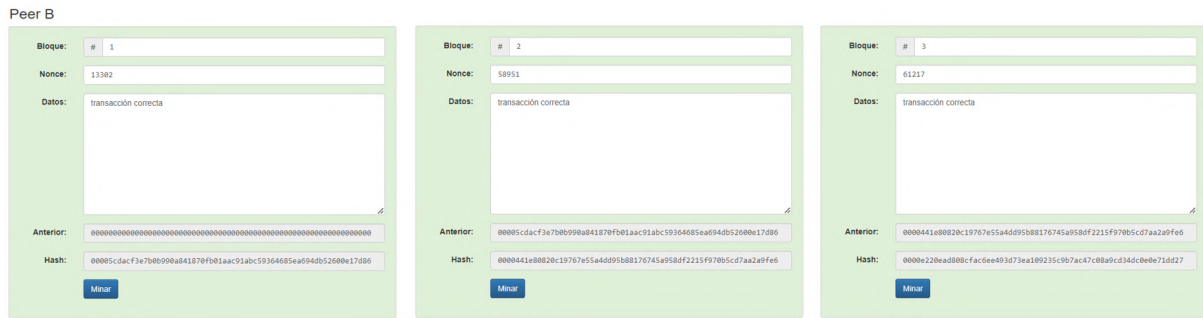 Peer B
Bloque: # 1
Nonce: 13302
Datos: transacción correcta
Anterior: 0000000000000000000000000000000000000000000000000000000000000000
Hash: 00005cdacf3e7b0b990a841870fb01aac91abc59364685ea694db52600e17d86
Minar
Bloque: # 2
Nonce: 58951
Datos: transacción correcta
Anterior: 00005cdacf3e7b0b990a841870fb01aac91abc59364685ea694db52600e17d86
Hash: 0000441e80820c19767e55a4dd95b88176745a958df2215f970b5cd7aa2a9fe6
Minar
Bloque: # 3
Nonce: 61217
Datos: transacción correcta
Anterior: 0000441e80820c19767e55a4dd95b88176745a958df2215f970b5cd7aa2a9fe6
Hash: 0000e220ead808cfac6ee493d73ea109235c9b7ac47c08a9cd34dc0e0e71dd27
Minar